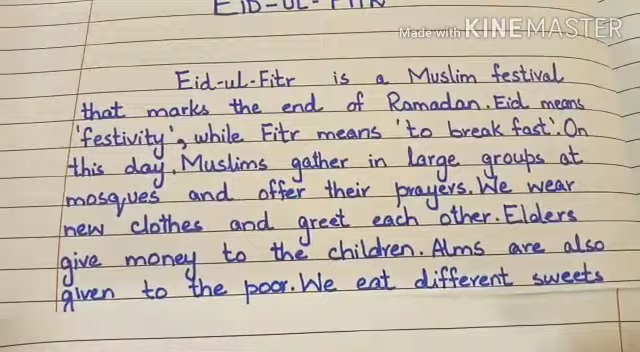 EID-UL-FITR
Made with KINEMASTER
Eid-ul-Fitr is a Muslim festival
that marks the end of Ramadan. Eid means
'festivity', while Fitr means 'to break fast'. On
this day, Muslims gather in large groups at
mosques and offer their prayers. We wear
new clothes and greet each other. Elders
give money to the children. Alms are also
given to the poor. We eat different sweets